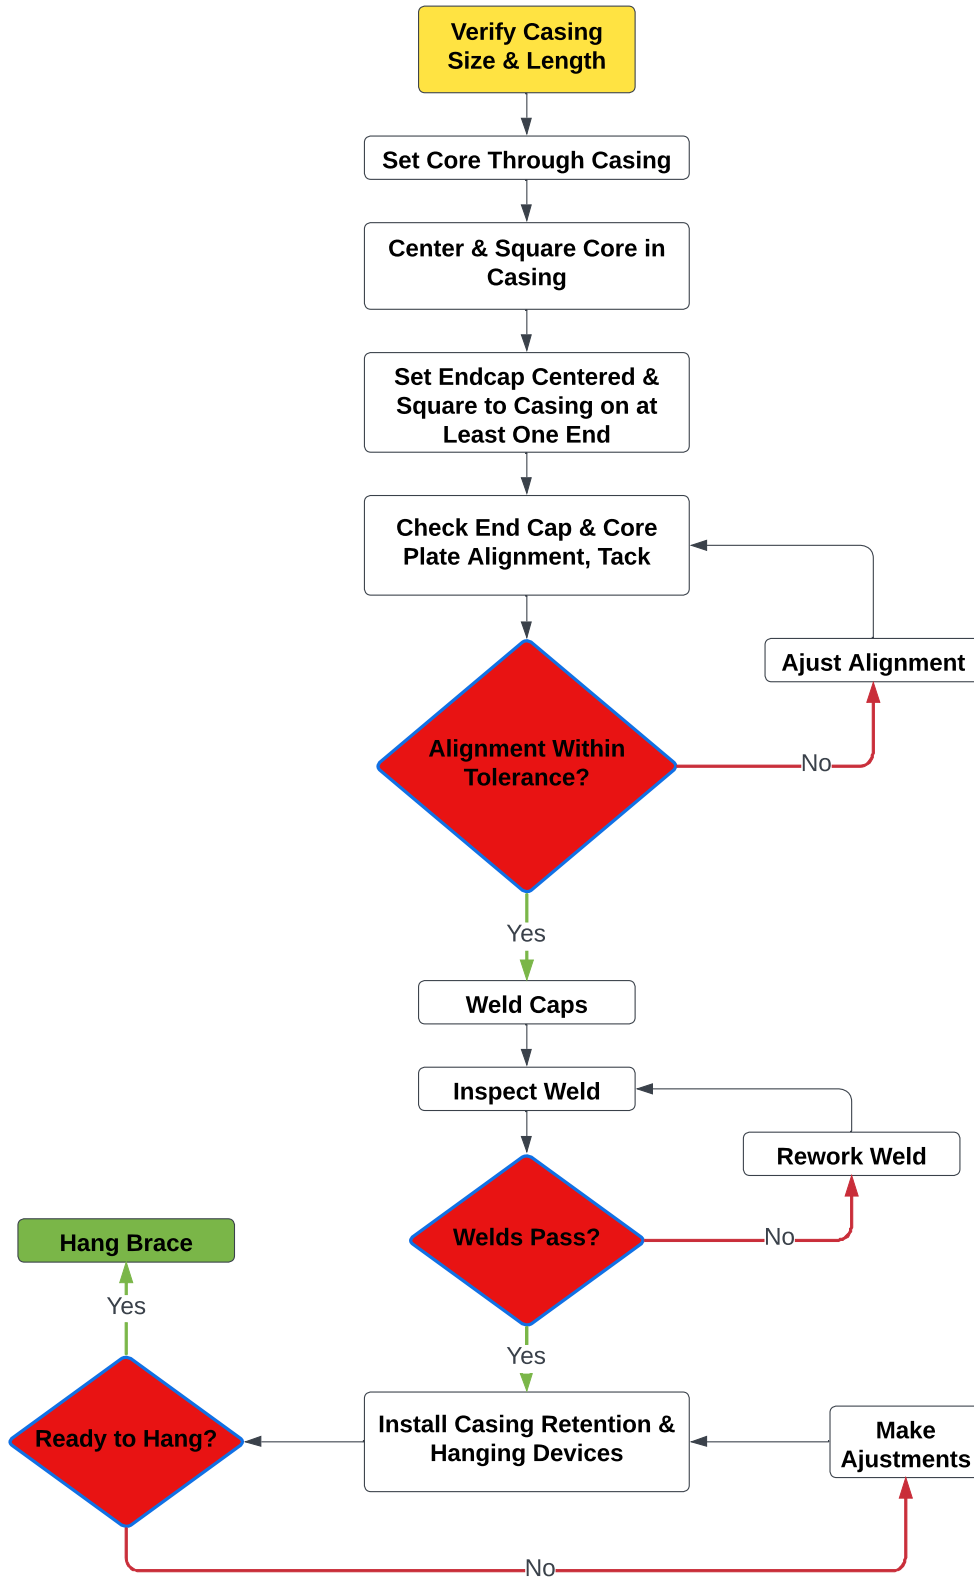 Verify Casing
Size & Length
Set Core Through Casing
Center & Square Core in
Casing
Set Endcap Centered &
Square to Casing on at
Least One End
Check End Cap & Core
Plate Alignment, Tack
Ajust Alignment
Alignment Within
Tolerance?
No
Yes
Weld Caps
Inspect Weld
Rework Weld
Welds Pass?
No
Hang Brace
Yes
Yes
Install Casing Retention &
Hanging Devices
Ready to Hang?
Make
Ajustments
No